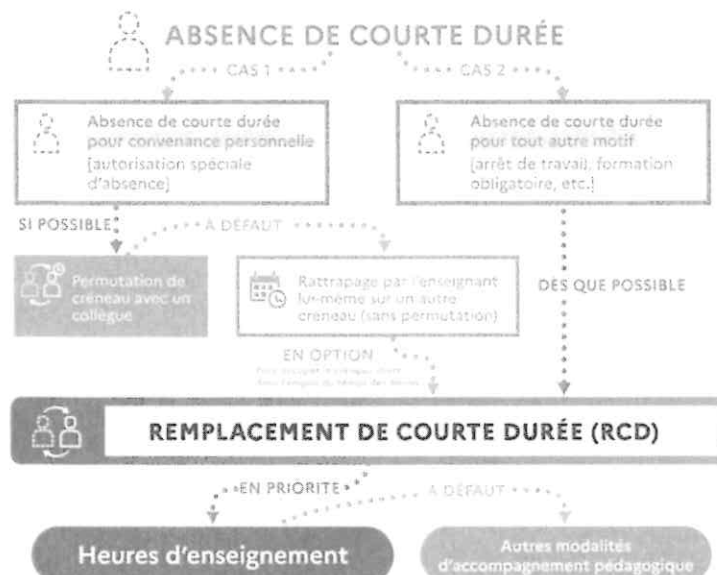 ABSENCE DE COURTE DURÉE
CAS 1
CAS 2
Absence de courte durée
pour convenance personnelle
[autorisation spéciale
d'absence]
Absence de courte durée
pour tout autre motif
[arrêt de travail, formation
obligatoire, etc.]
SI POSSIBLE
À DÉFAUT
Permutation de
créneau avec un
collègue
Rattrapage par l'enseignant
lui-même sur un autre
créneau (sans permutation)
DÈS QUE POSSIBLE
EN OPTION
REMPLACEMENT DE COURTE DURÉE (RCD)
EN PRIORITÉ
À DÉFAUT
Heures d'enseignement
Autres modalités
d'accompagnement pédagogique